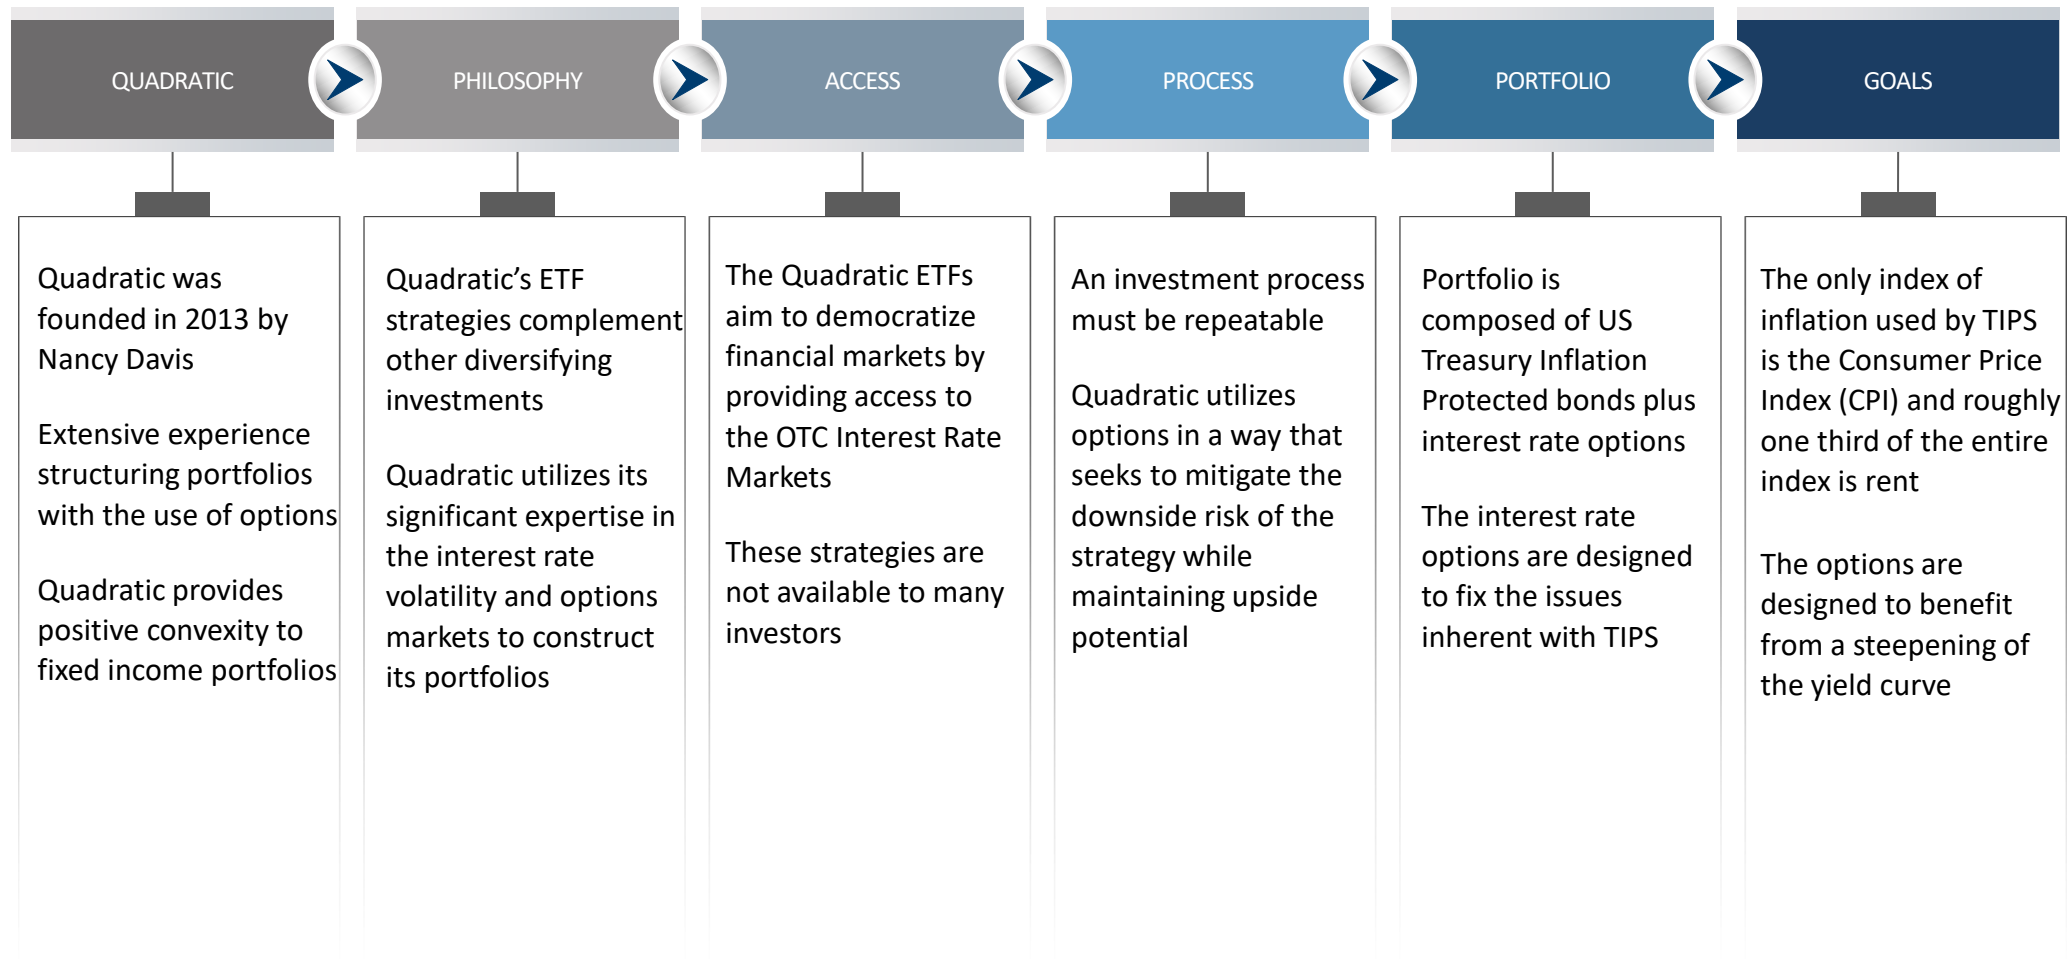 QUADRATIC
PHILOSOPHY
ACCESS
PROCESS
PORTFOLIO
GOALS
Quadratic was
founded in 2013 by
Nancy Davis
Extensive experience
structuring portfolios
with the use of options
Quadratic provides
positive convexity to
fixed income portfolios
Quadratic’s ETF
strategies complement
other diversifying
investments
Quadratic utilizes its
significant expertise in
the interest rate
volatility and options
markets to construct
its portfolios
The Quadratic ETFs
aim to democratize
financial markets by
providing access to
the OTC Interest Rate
Markets
These strategies are
not available to many
investors
An investment process
must be repeatable
Quadratic utilizes
options in a way that
seeks to mitigate the
downside risk of the
strategy while
maintaining upside
potential
Portfolio is
composed of US
Treasury Inflation
Protected bonds plus
interest rate options
The interest rate
options are designed
to fix the issues
inherent with TIPS
The only index of
inflation used by TIPS
is the Consumer Price
Index (CPI) and roughly
one third of the entire
index is rent
The options are
designed to benefit
from a steepening of
the yield curve